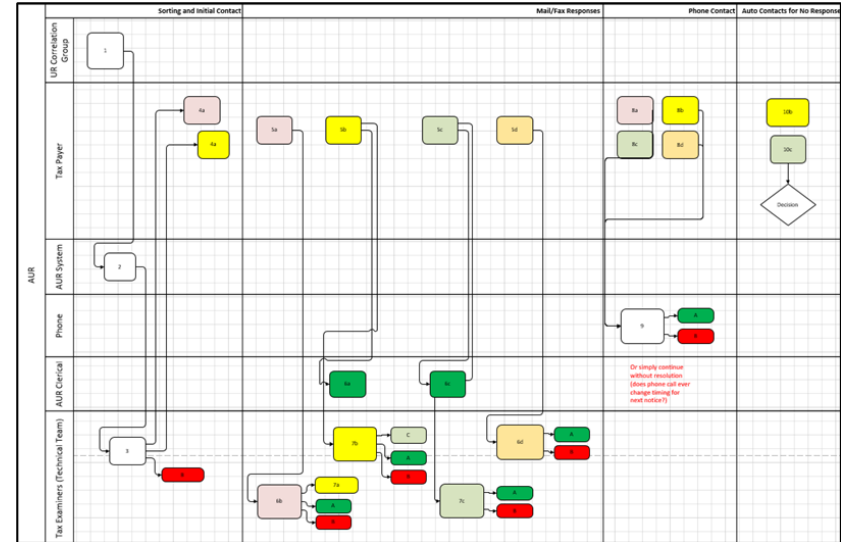 Sorting and Initial Contact
Mail/Fax Responses
Phone Contact
Auto Contacts for No Response
AUR
UR Correlation
Group
1
Tax Payer
4a
4a
5a
5b
5c
5d
8a
8b
8c
8d
10b
10c
Decision
AUR System
2
Phone
9
A
AUR Clerical
6a
Or simply continue
without resolution
(does phone call ever
change timing for
next notice?)
Tax Examiners (Technical Team)
3
7b
C
A
6d
A
6b
7a
A
7c
A